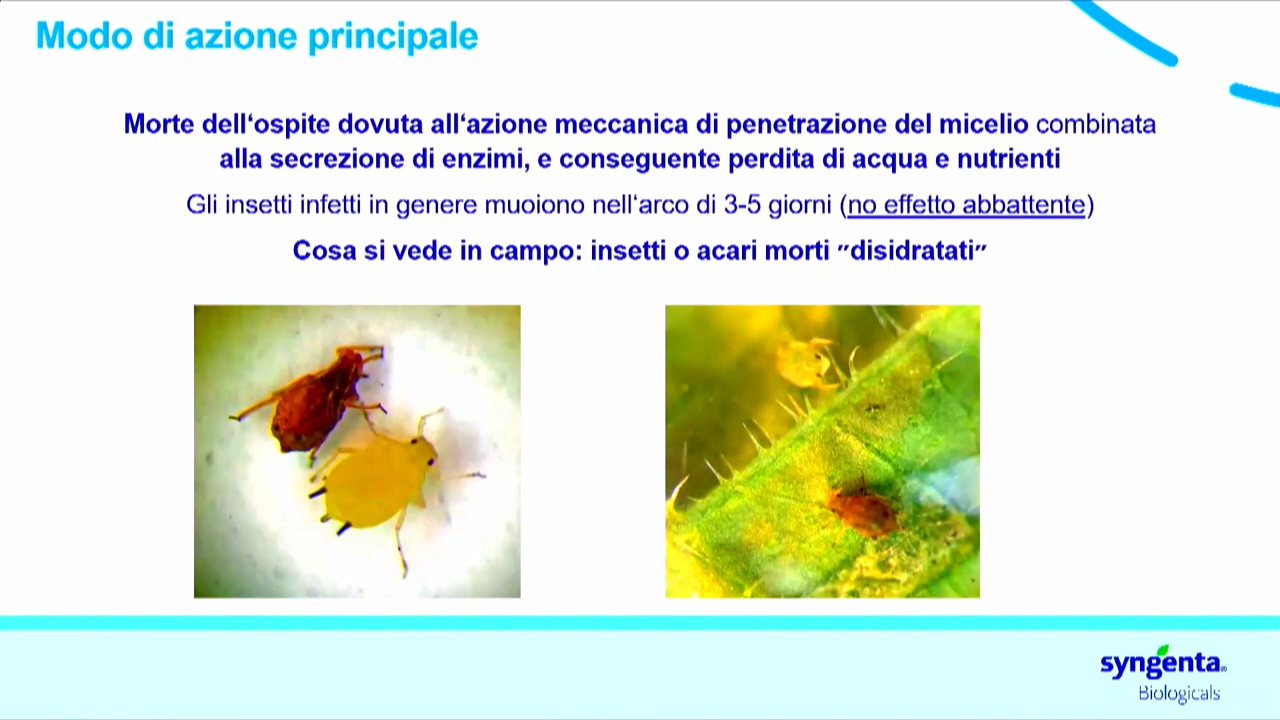 Modo di azione principale
Morte dell‘ospite dovuta all‘azione meccanica di penetrazione del micelio combinata
alla secrezione di enzimi, e conseguente perdita di acqua e nutrienti
Gli insetti infetti in genere muoiono nell‘arco di 3-5 giorni (no effetto abbattente)
Cosa si vede in campo: insetti o acari morti ”disidratati”
syngenta®
Biologicals